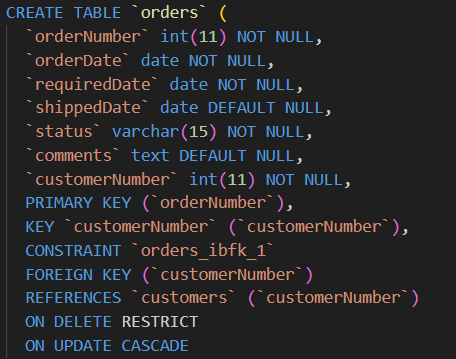 CREATE TABLE `orders` (
  `orderNumber` int(11) NOT NULL,
  `orderDate` date NOT NULL,
  `requiredDate` date NOT NULL,
  `shippedDate` date DEFAULT NULL,
  `status` varchar(15) NOT NULL,
  `comments` text DEFAULT NULL,
  `customerNumber` int(11) NOT NULL,
  PRIMARY KEY (`orderNumber`),
  KEY `customerNumber` (`customerNumber`),
  CONSTRAINT `orders_ibfk_1`
  FOREIGN KEY (`customerNumber`)
  REFERENCES `customers` (`customerNumber`)
  ON DELETE RESTRICT
  ON UPDATE CASCADE